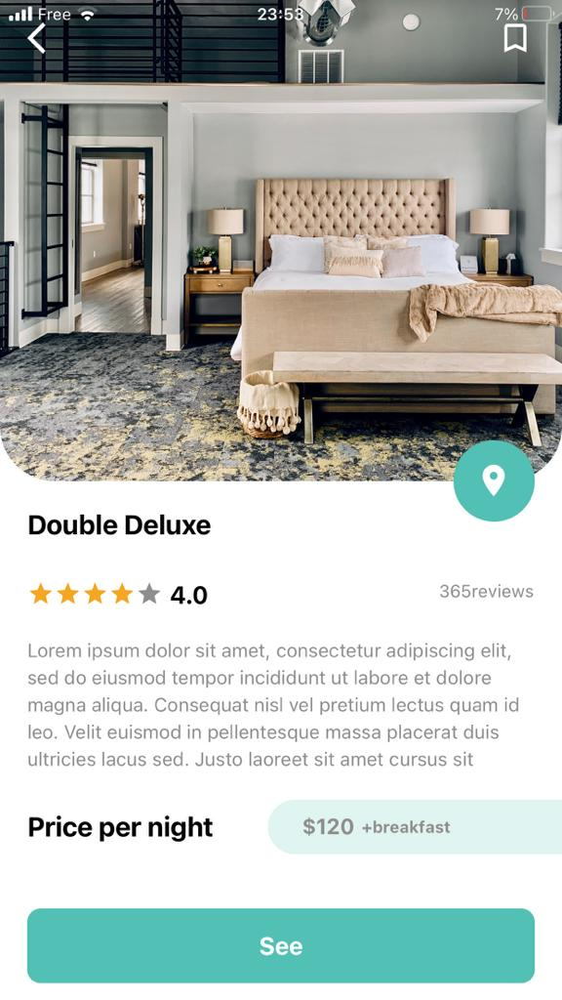 Free 23:53 7%
Double Deluxe
4.0 365reviews
Lorem ipsum dolor sit amet, consectetur adipiscing elit,
sed do eiusmod tempor incididunt ut labore et dolore
magna aliqua. Consequat nisl vel pretium lectus quam id
leo. Velit euismod in pellentesque massa placerat duis
ultricies lacus sed. Justo laoreet sit amet cursus sit
Price per night $120 +breakfast
See